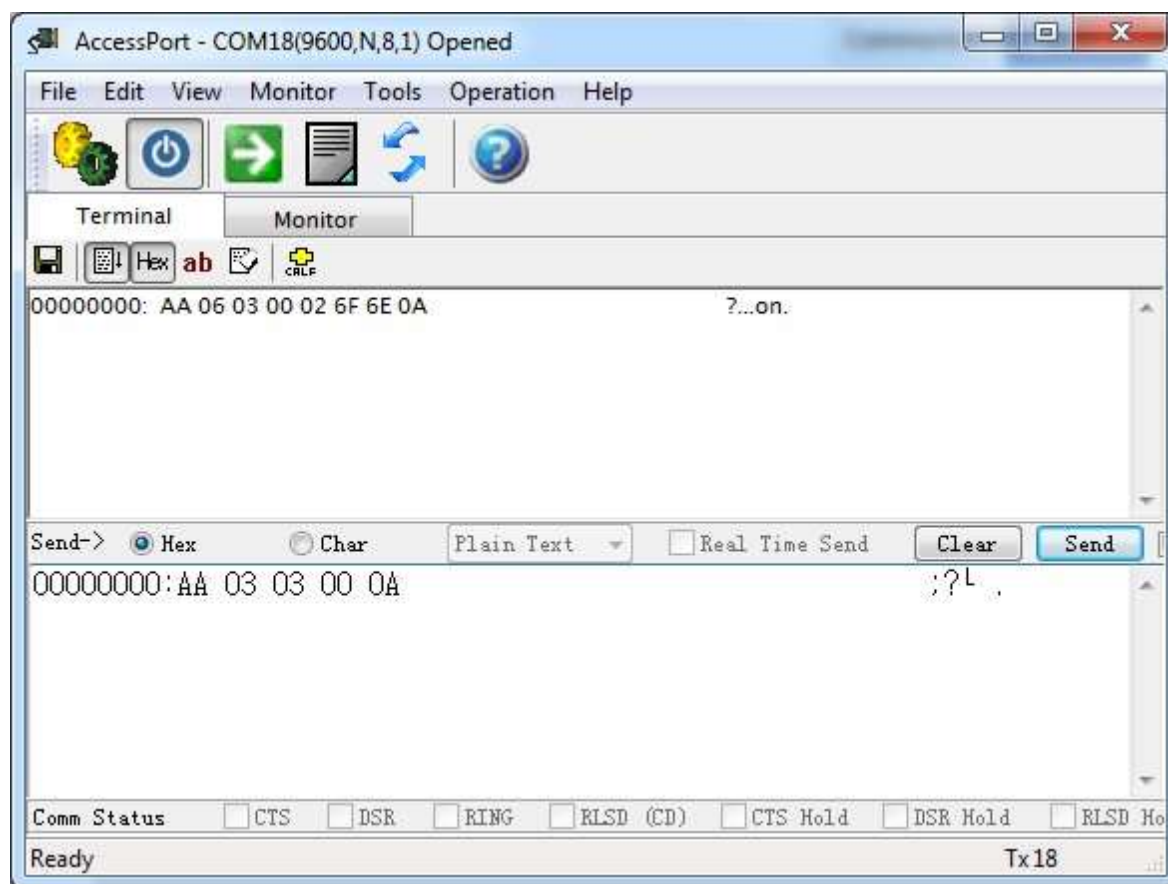 AccessPort - COM18(9600,N,8,1) Opened
File Edit View Monitor Tools Operation Help
Terminal Monitor
Hex ab CRLF
00000000: AA 06 03 00 02 6F 6E 0A ?...on.
Send-> Hex Char Plain Text Real Time Send Clear Send
00000000:AA 03 03 00 0A ;?└ .
Comm Status CTS DSR RING RLSD (CD) CTS Hold DSR Hold RLSD Ho
Ready Tx 18